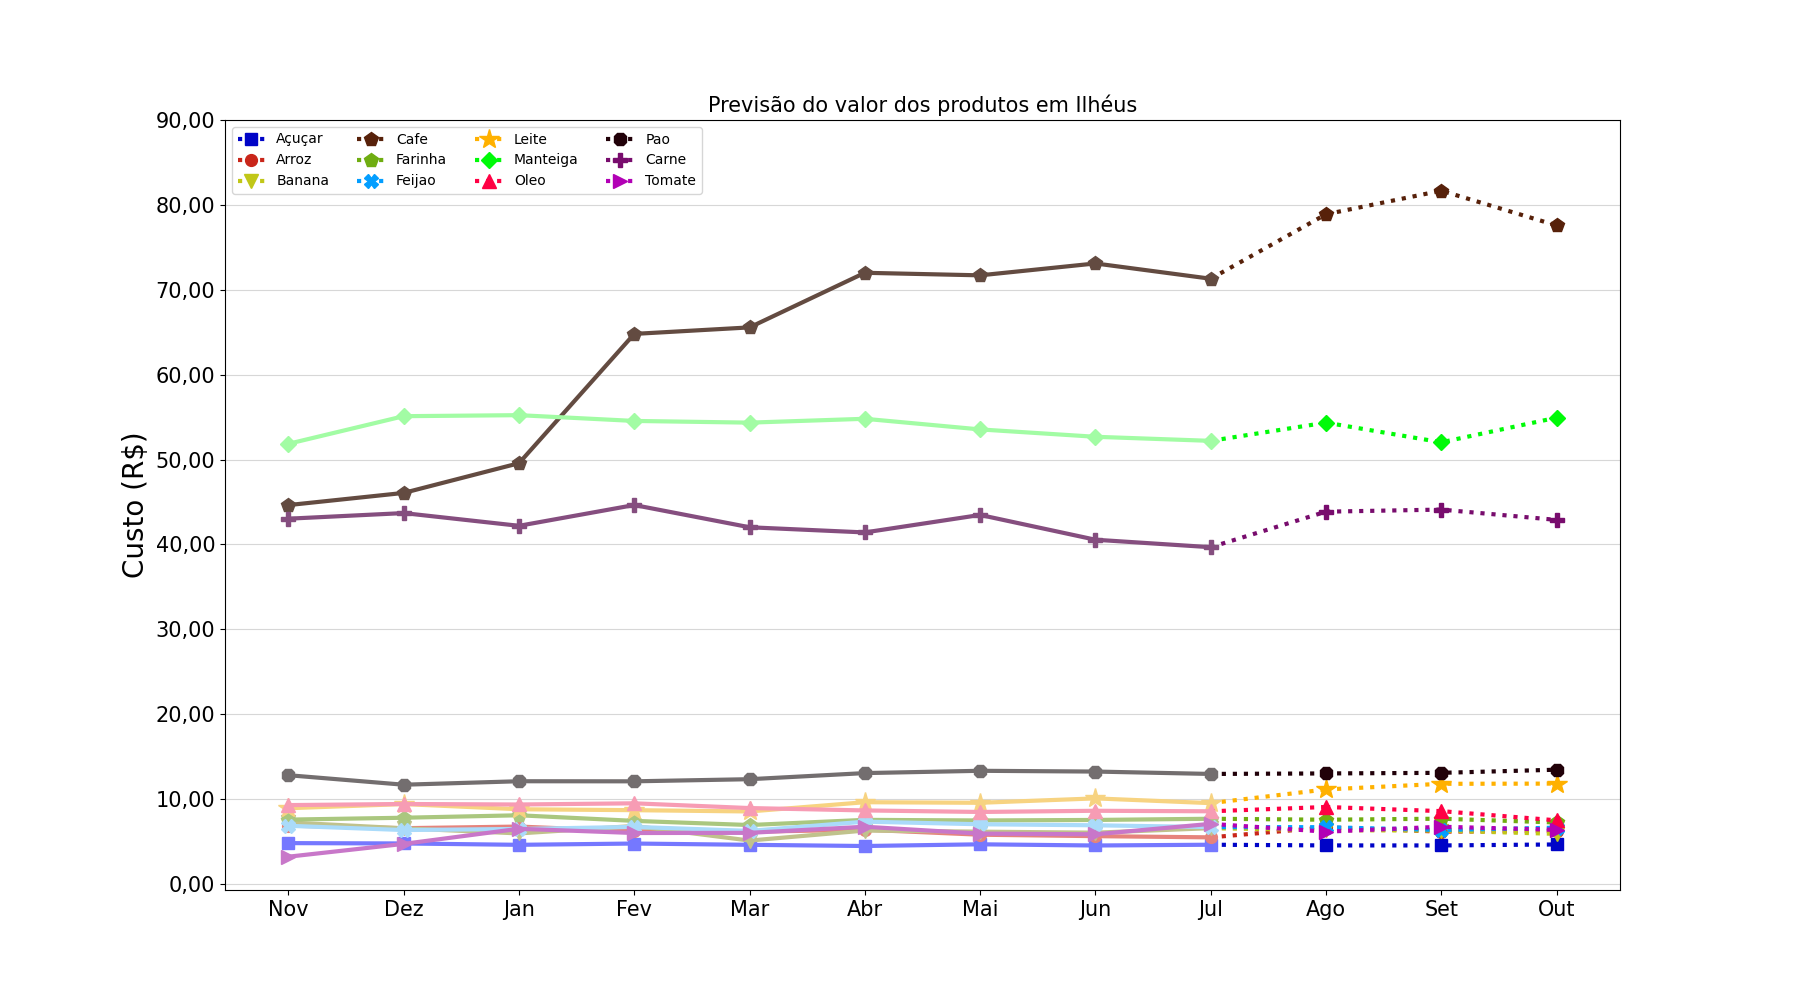 Previsão do valor dos produtos em Ilhéus
Açúcar Cafe Leite Pao
Arroz Farinha Manteiga Carne
Banana Feijao Oleo Tomate
Custo (R$)
90,00
80,00
70,00
60,00
50,00
40,00
30,00
20,00
10,00
0,00
Nov Dez Jan Fev Mar Abr Mai Jun Jul Ago Set Out